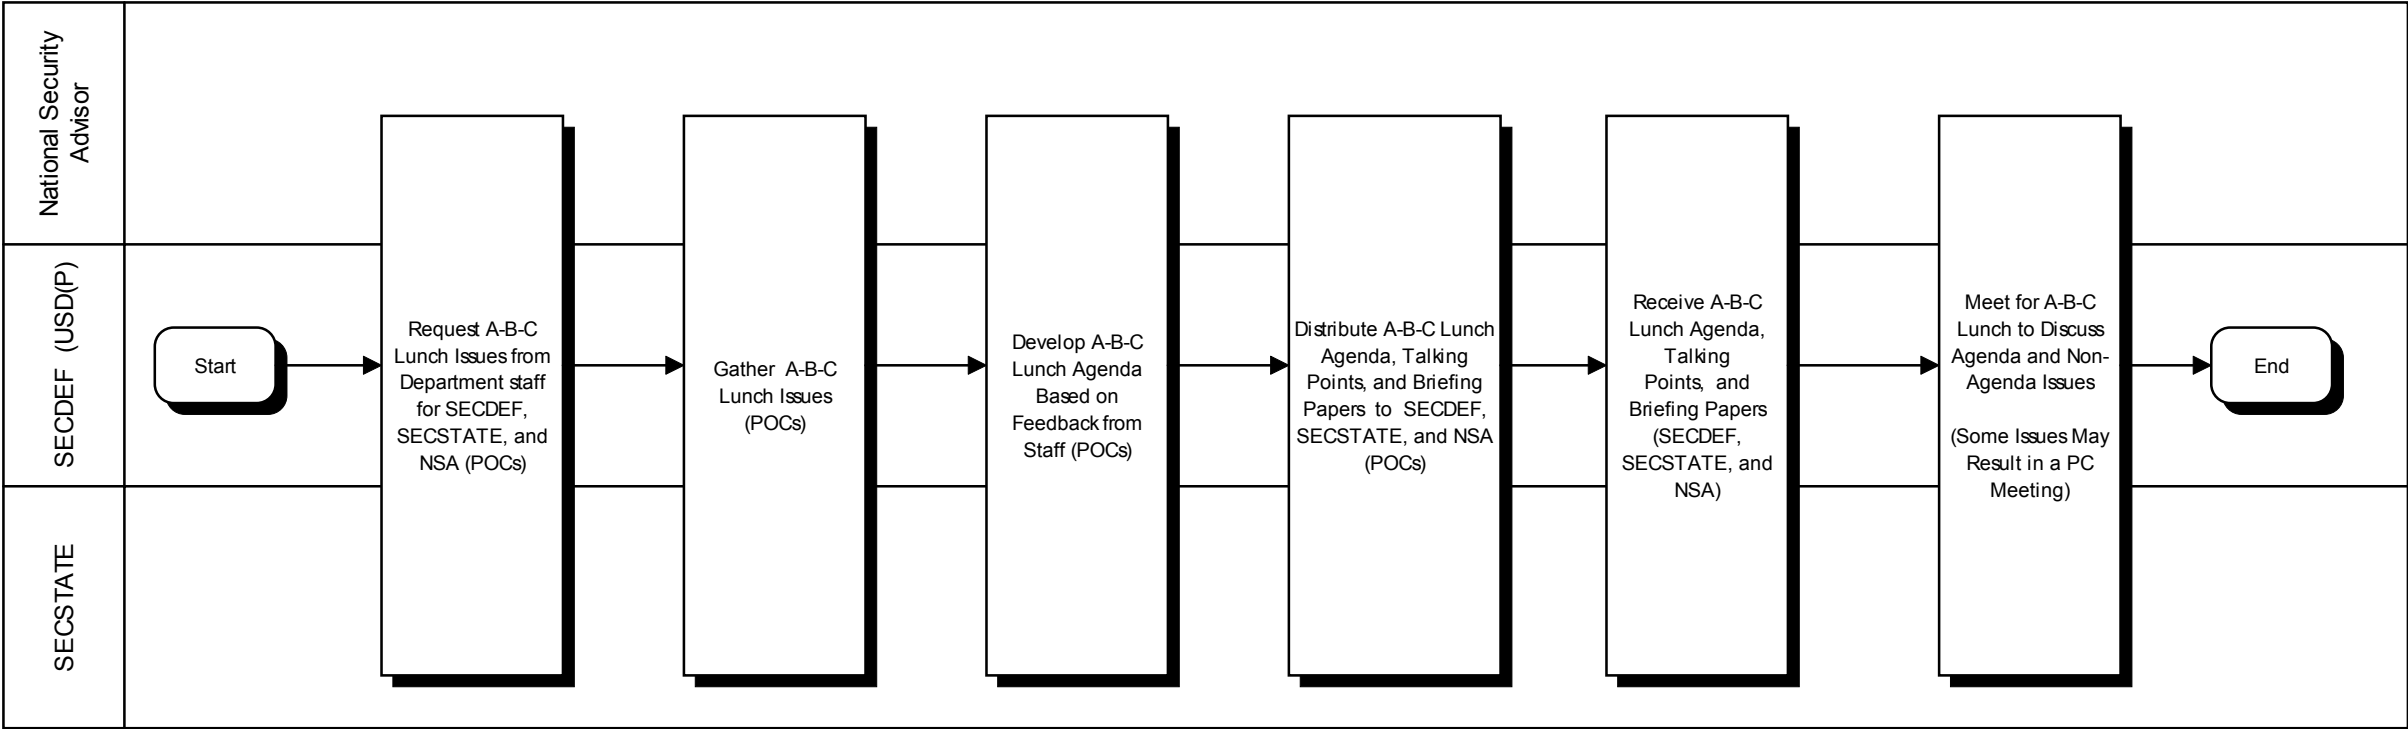 National Security
Advisor
SECDEF (USD(P)
SECSTATE
Start
Request A-B-C
Lunch Issues from
Department staff
for SECDEF,
SECSTATE, and
NSA (POCs)
Gather A-B-C
Lunch Issues
(POCs)
Develop A-B-C
Lunch Agenda
Based on
Feedback from
Staff (POCs)
Distribute A-B-C Lunch
Agenda, Talking
Points, and Briefing
Papers to SECDEF,
SECSTATE, and NSA
(POCs)
Receive A-B-C
Lunch Agenda,
Talking
Points, and
Briefing Papers
(SECDEF,
SECSTATE, and
NSA)
Meet for A-B-C
Lunch to Discuss
Agenda and Non-
Agenda Issues
(Some Issues May
Result in a PC
Meeting)
End